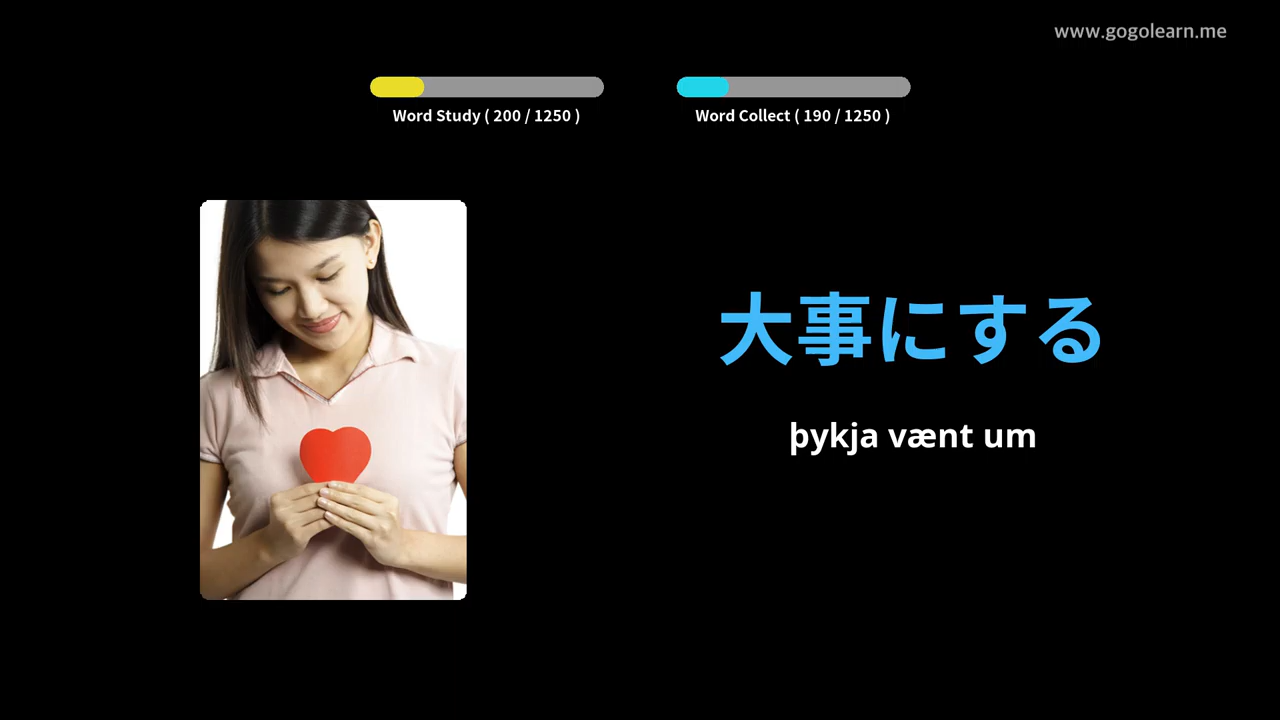 www.gogolearn.me
Word Study ( 200 / 1250 )
Word Collect ( 190 / 1250 )
大事にする
þykja vænt um